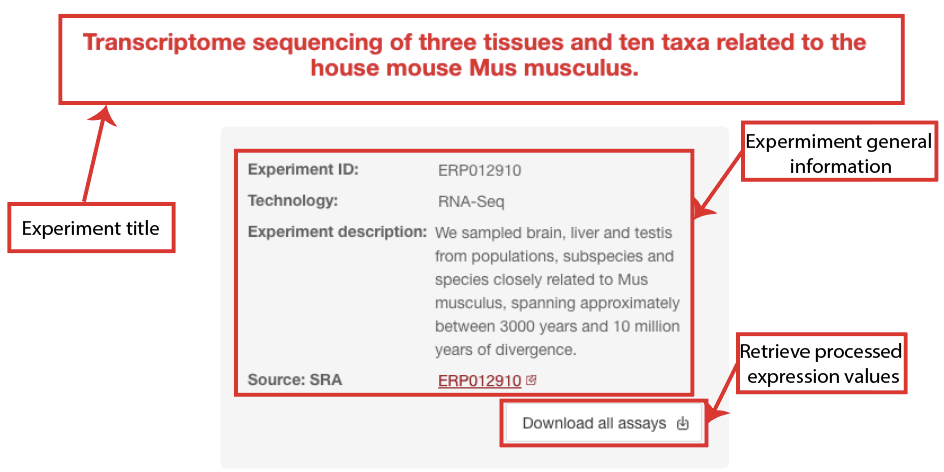 Transcriptome sequencing of three tissues and ten taxa related to the
house mouse Mus musculus.
Expermiment general
information
Experiment title
Experiment ID: ERP012910
Technology: RNA-Seq
Experiment description: We sampled brain, liver and testis
from populations, subspecies and
species closely related to Mus
musculus, spanning approximately
between 3000 years and 10 million
years of divergence.
Source: SRA ERP012910
Retrieve processed
expression values
Download all assays